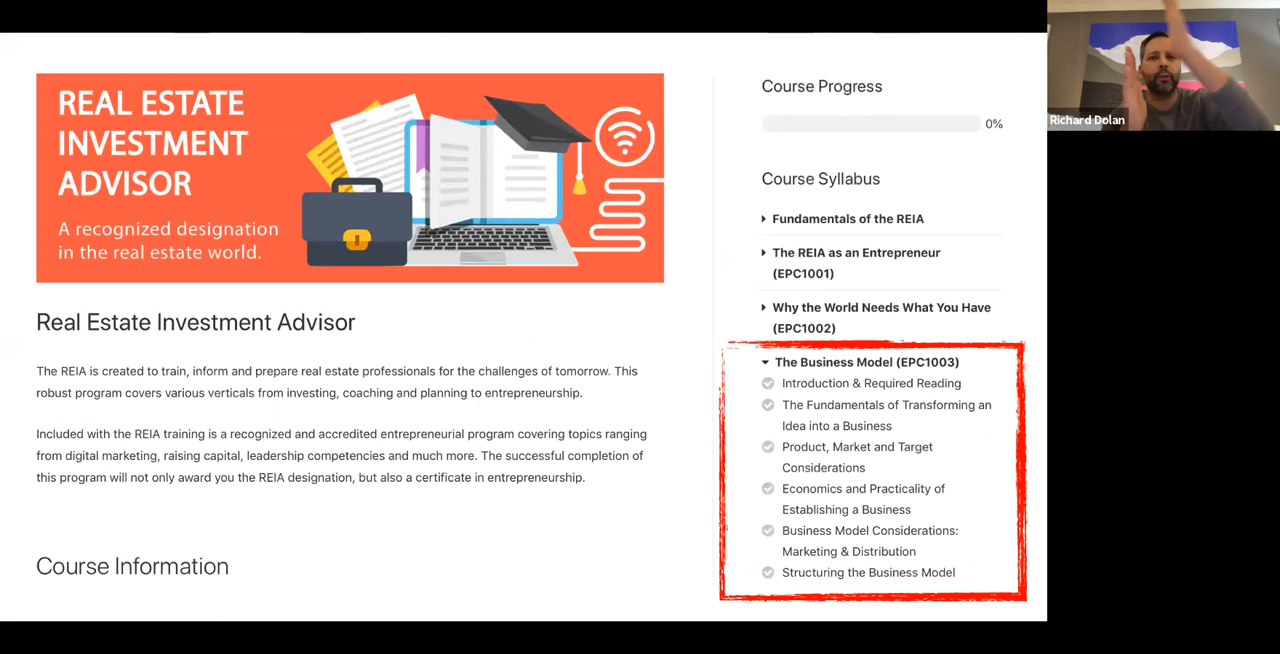 REAL ESTATE
INVESTMENT
ADVISOR
A recognized designation
in the real estate world.
Real Estate Investment Advisor
The REIA is created to train, inform and prepare real estate professionals for the challenges of tomorrow. This
robust program covers various verticals from investing, coaching and planning to entrepreneurship.
Included with the REIA training is a recognized and accredited entrepreneurial program covering topics ranging
from digital marketing, raising capital, leadership competencies and much more. The successful completion of
this program will not only award you the REIA designation, but also a certificate in entrepreneurship.
Course Information
Course Progress
0%
Course Syllabus
Fundamentals of the REIA
The REIA as an Entrepreneur
(EPC1001)
Why the World Needs What You Have
(EPC1002)
The Business Model (EPC1003)
Introduction & Required Reading
The Fundamentals of Transforming an
Idea into a Business
Product, Market and Target
Considerations
Economics and Practicality of
Establishing a Business
Business Model Considerations:
Marketing & Distribution
Structuring the Business Model
Richard Dolan